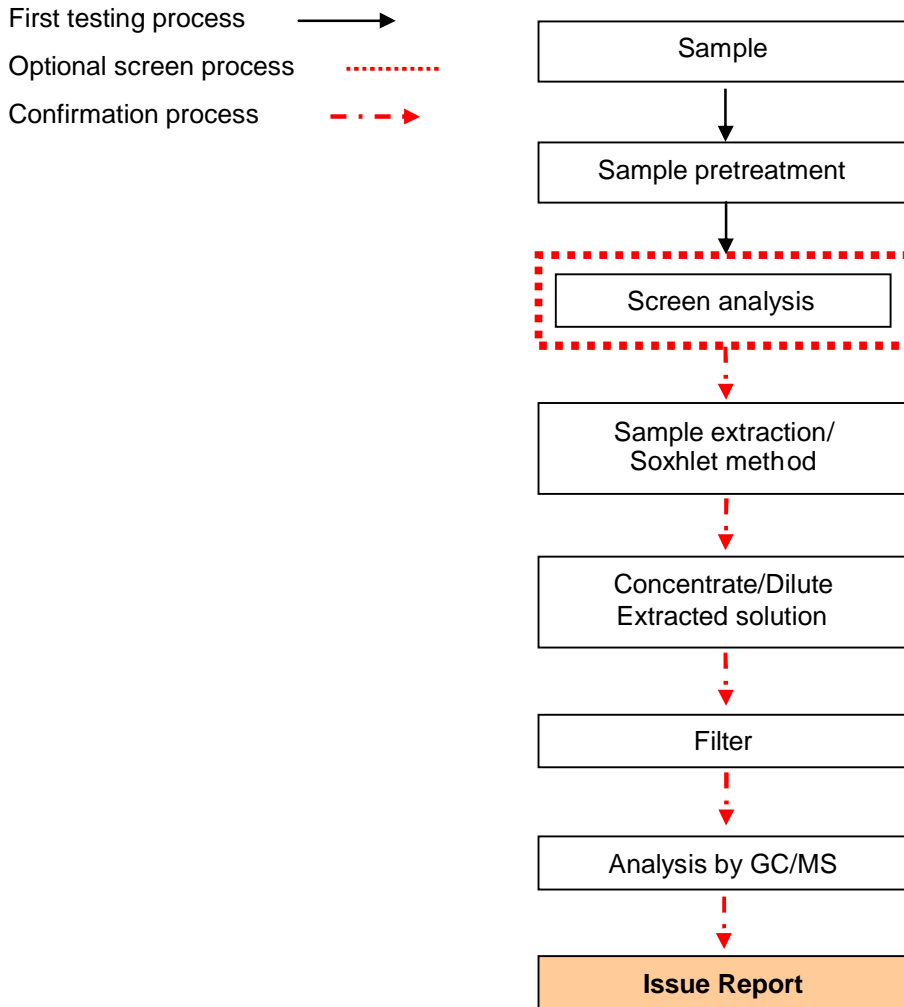 First testing process
Optional screen process
Confirmation process
Sample
Sample pretreatment
Screen analysis
Sample extraction/
Soxhlet method
Concentrate/Dilute
Extracted solution
Filter
Analysis by GC/MS
Issue Report